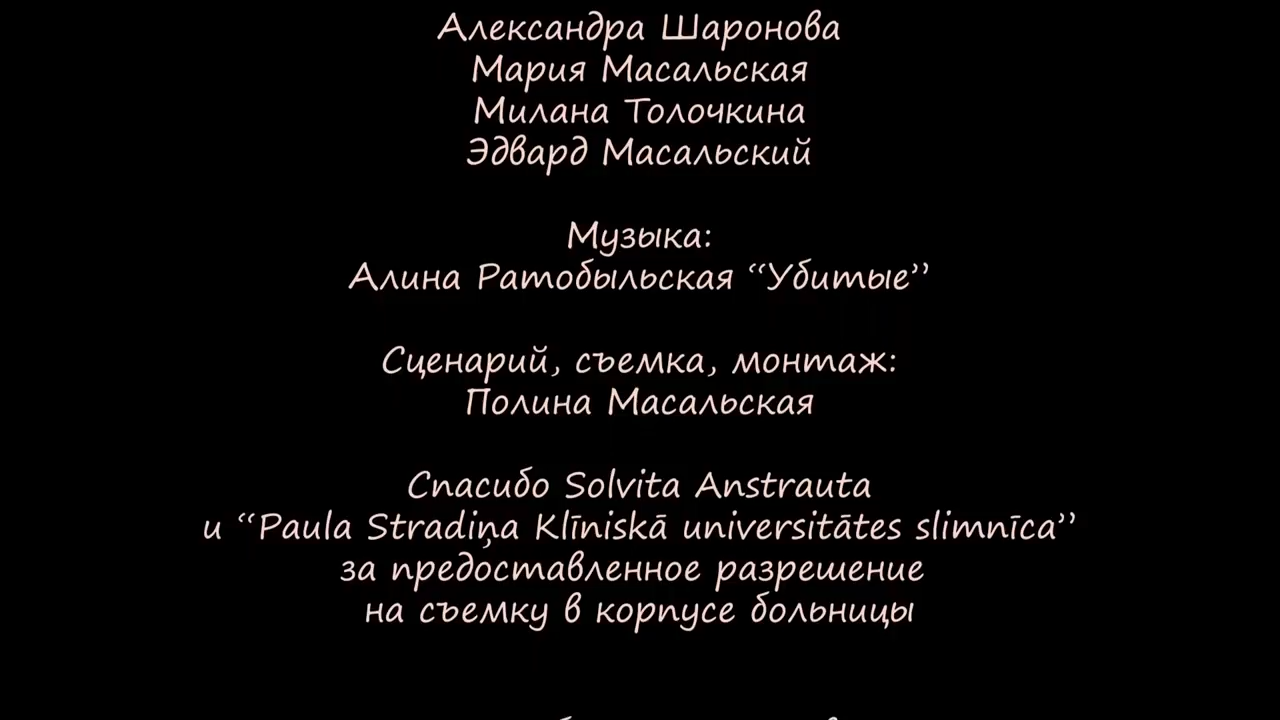 Александра Шаронова
Мария Масальская
Милана Толочкина
Эдвард Масальский
Музыка:
Алина Ратобыльская “Убитые”
Сценарий, съемка, монтаж:
Полина Масальская
Спасибо Solvita Anstrauta
и “Paula Stradiņa Klīniskā universitātes slimnīca”
за предоставленное разрешение
на съемку в корпусе больницы